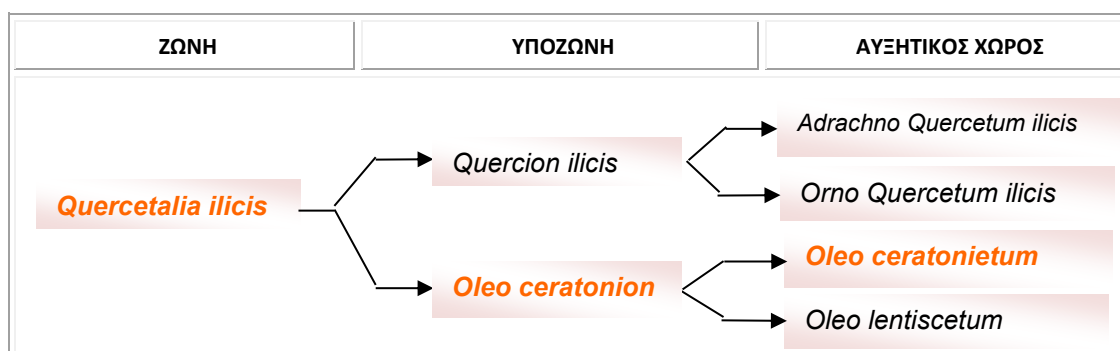 ΖΩΝΗ ΥΠΟΖΩΝΗ ΑΥΞΗΤΙΚΟΣ ΧΩΡΟΣ
Adrachno Quercetum ilicis
Quercion ilicis
Orno Quercetum ilicis
Quercetalia ilicis
Oleo ceratonietum
Oleo ceratonion
Oleo lentiscetum